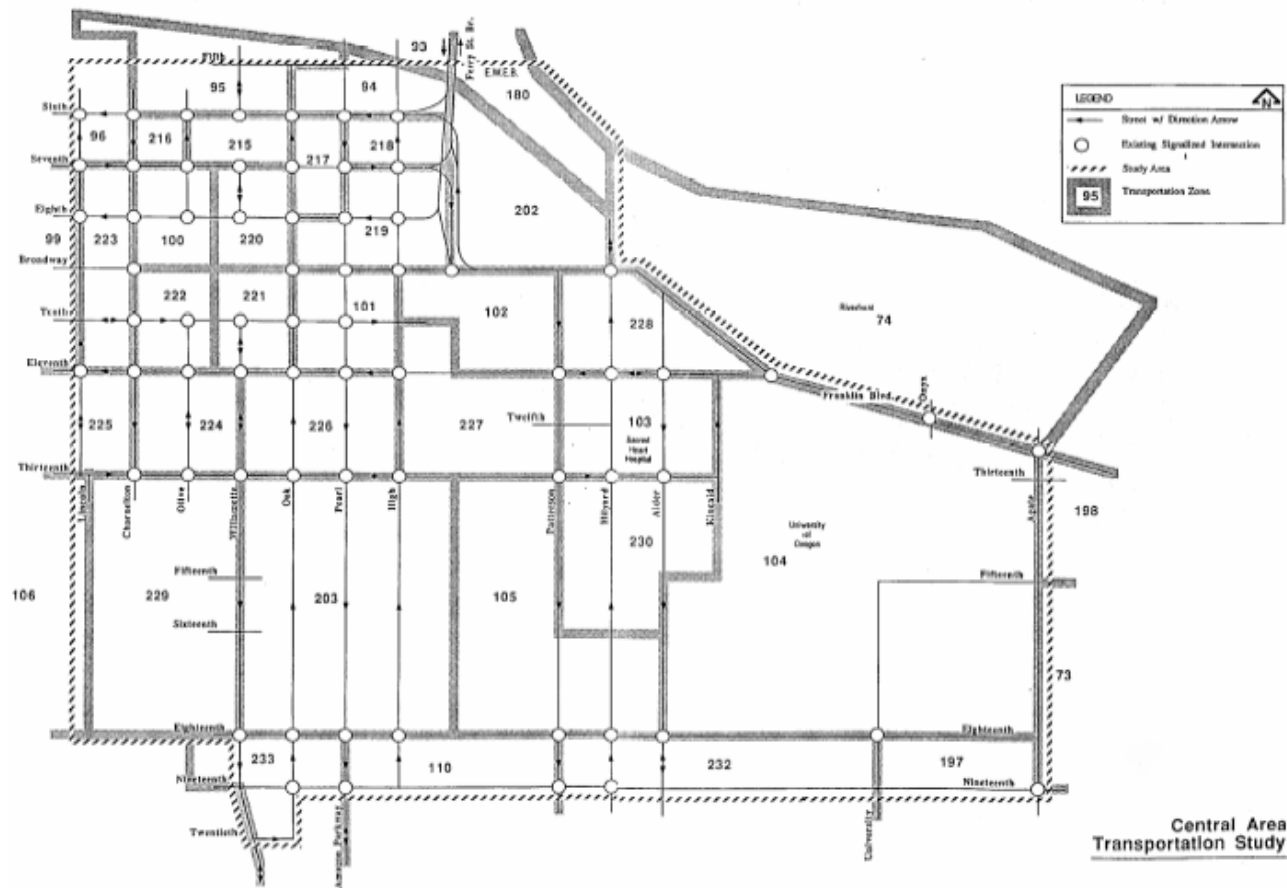 93
Ferry St. Br.
Fifth
E.W.E.B.
95
94
180
LEGEND
N
Street w/ Direction Arrow
Existing Signalized Intersection
Study Area
95
Transportation Zone
Sixth
96
216
215
217
218
Seventh
202
Eighth
219
99
223
100
220
Broadway
222
221
101
102
Tenth
228
Riverfront
74
Eleventh
Franklin Blvd.
Onyx
225
224
226
227
Twelfth
103
Sacred
Heart
Hospital
Thirteenth
Thirteenth
Lincoln
Charnelton
Olive
Willamette
Oak
Pearl
High
Patterson
Hilyard
Alder
Kincaid
Agate
198
University
of
Oregon
230
104
Fifteenth
Fifteenth
106
229
203
105
Sixteenth
73
Eighteenth
Eighteenth
233
110
232
197
Nineteenth
Nineteenth
Twentieth
Amazon Parkway
University
Central Area
Transportation Study